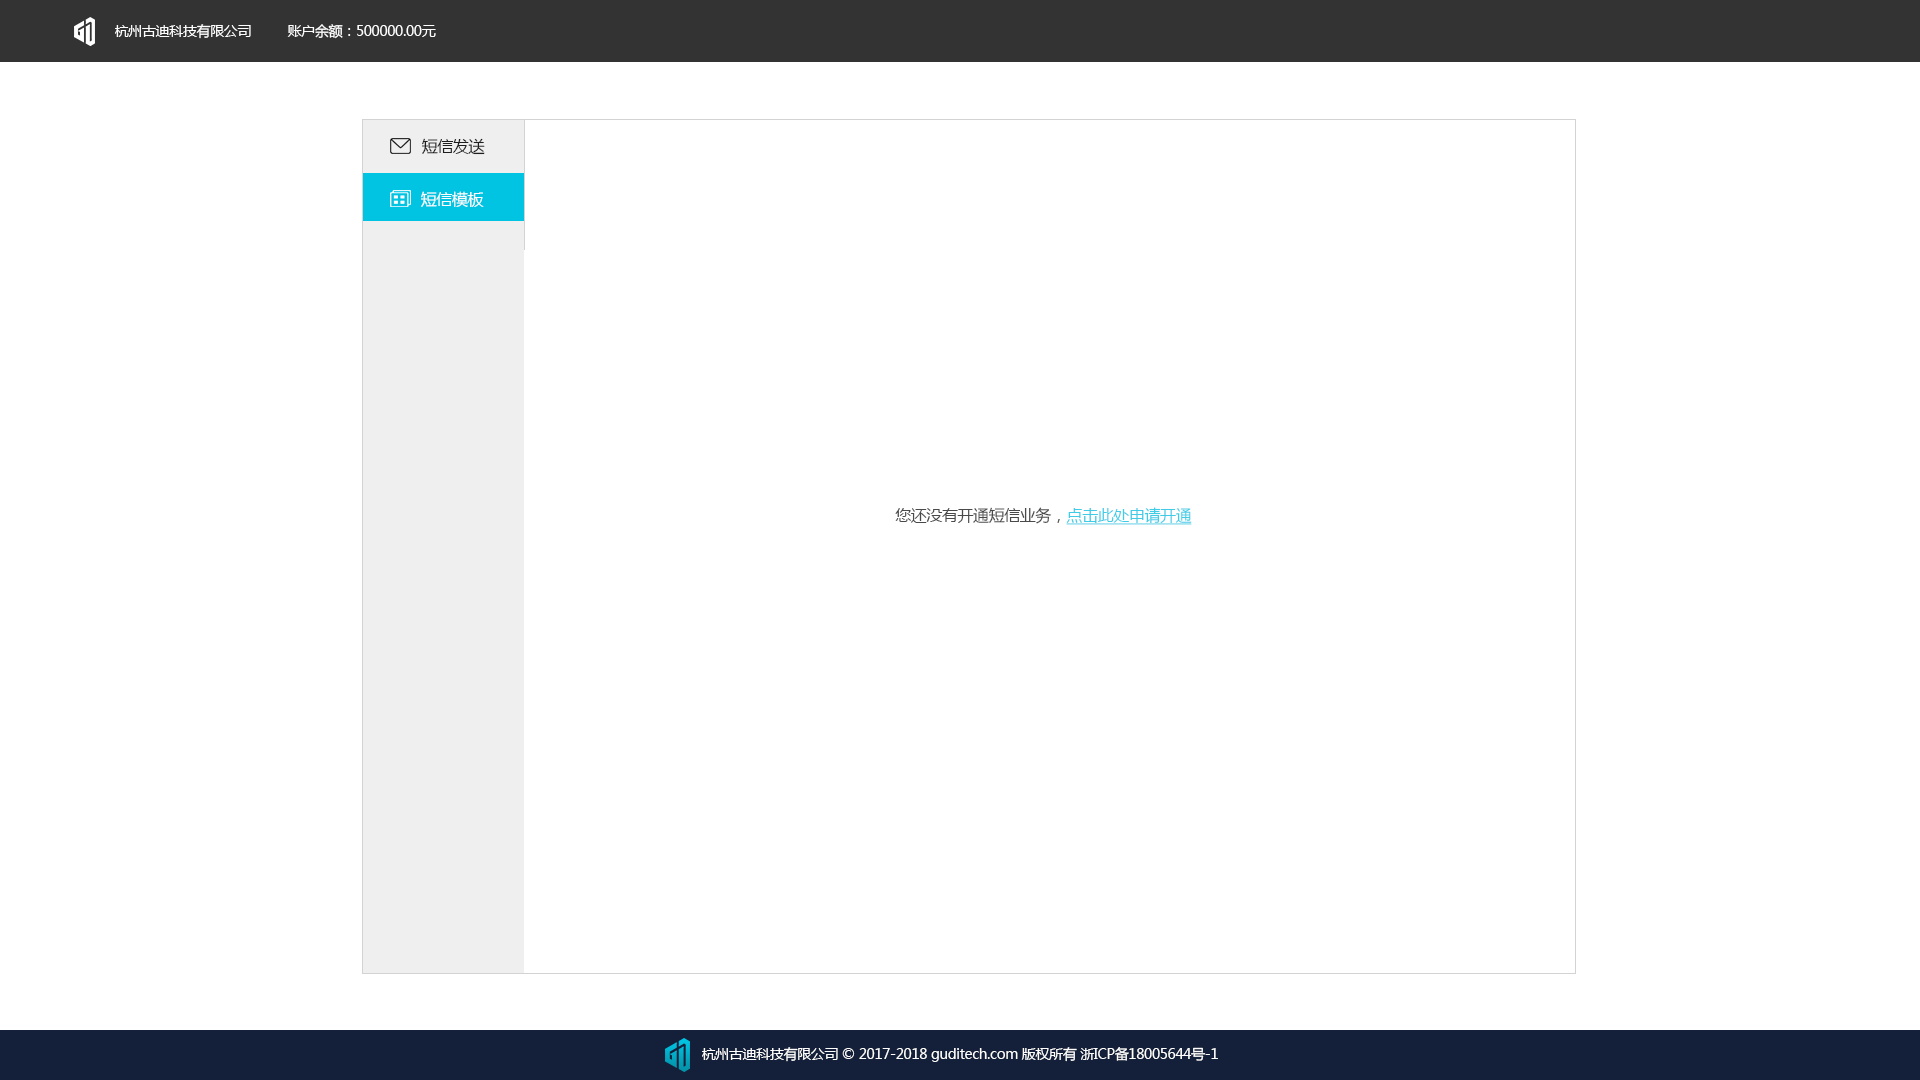 杭州古迪科技有限公司 账户余额：500000.00元
短信发送
短信模板
您还没有开通短信业务，点击此处申请开通
杭州古迪科技有限公司 © 2017-2018 guditech.com 版权所有 浙ICP备18005644号-1